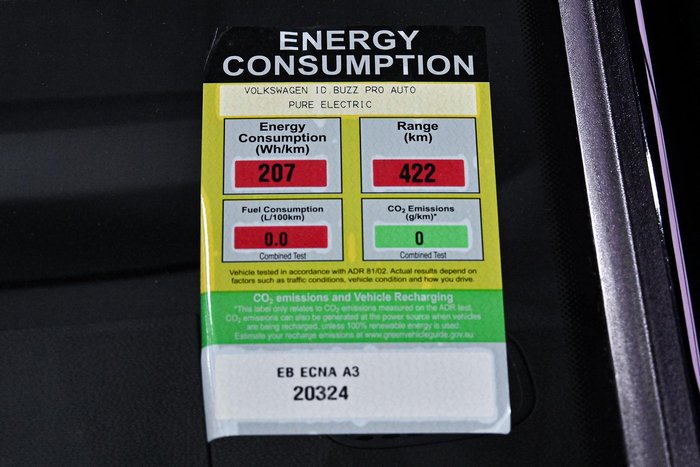 ENERGY
CONSUMPTION
VOLKSWAGEN ID.BUZZ PRO AUTO
PURE ELECTRIC
Energy
Consumption
(Wh/km)
207
Range
(km)
422
Fuel Consumption
(L/100km)
0.0
Combined Test
CO₂ Emissions
(g/km)*
0
Combined Test
Vehicle tested in accordance with ADR 81/02. Actual results depend on
factors such as traffic conditions, vehicle condition and how you drive.
CO₂ emissions and Vehicle Recharging
*This label only relates to CO₂ emissions measured on the ADR test.
CO₂ emissions can also be generated at the power source when vehicles
are being recharged, unless 100% renewable energy is used.
Estimate your recharge emissions at www.greenvehicleguide.gov.au
EB ECNA A3
20324